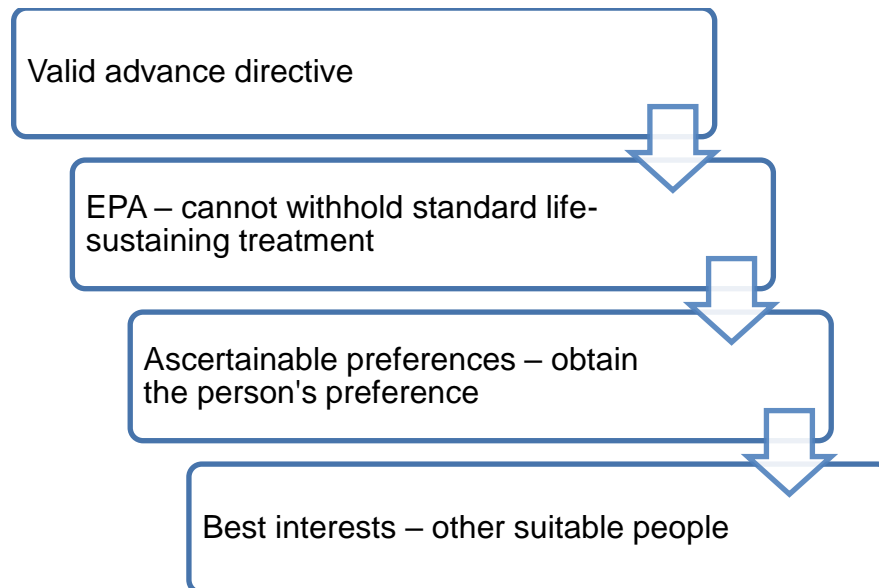 Valid advance directive
EPA – cannot withhold standard life-
sustaining treatment
Ascertainable preferences – obtain
the person's preference
Best interests – other suitable people